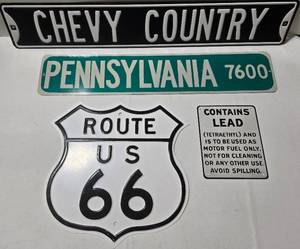 CHEVY COUNTRY
PENNSYLVANIA 7600
ROUTE
US
66
CONTAINS
LEAD
(TETRAETHYL) AND
IS TO BE USED AS
MOTOR FUEL ONLY.
NOT FOR CLEANING
OR ANY OTHER USE.
AVOID SPILLING.